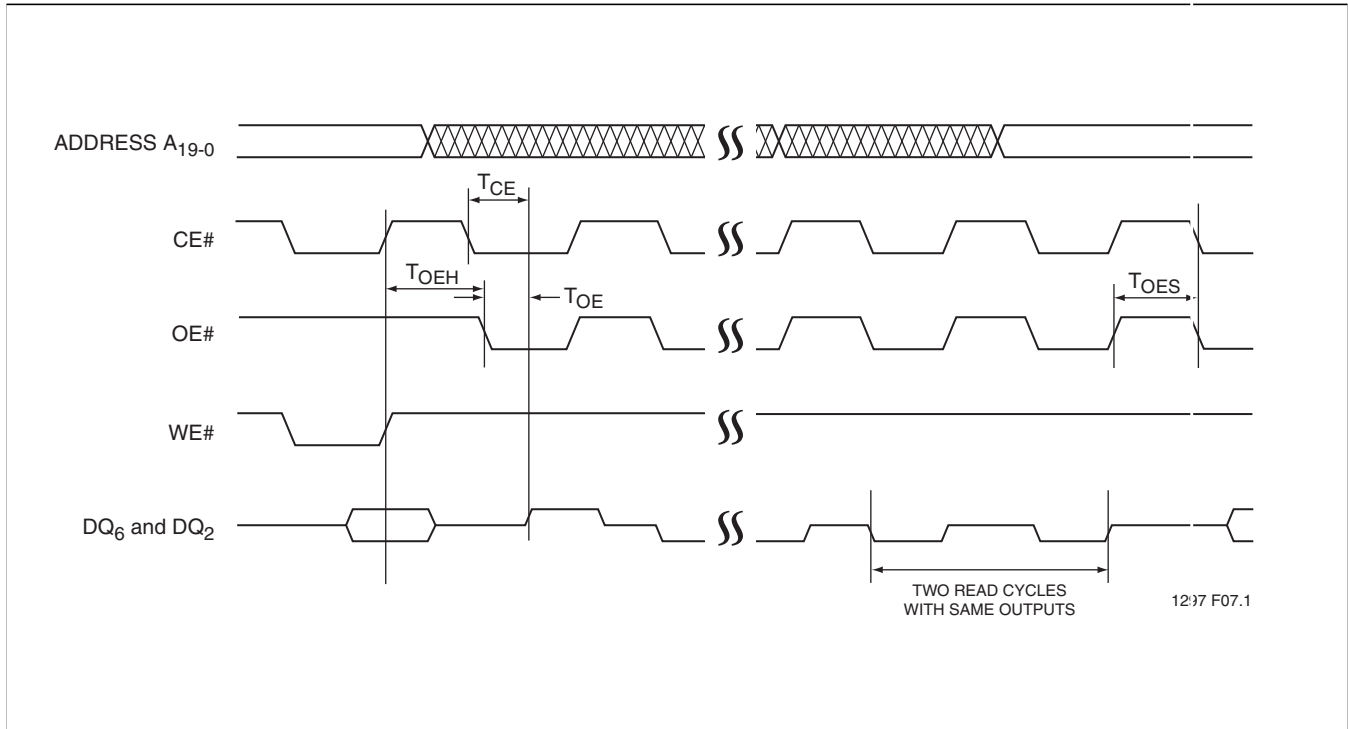 ADDRESS A19-0
TCE
CE#
TOEH
TOE
TOES
OE#
WE#
DQ6 and DQ2
TWO READ CYCLES
WITH SAME OUTPUTS
1297 F07.1